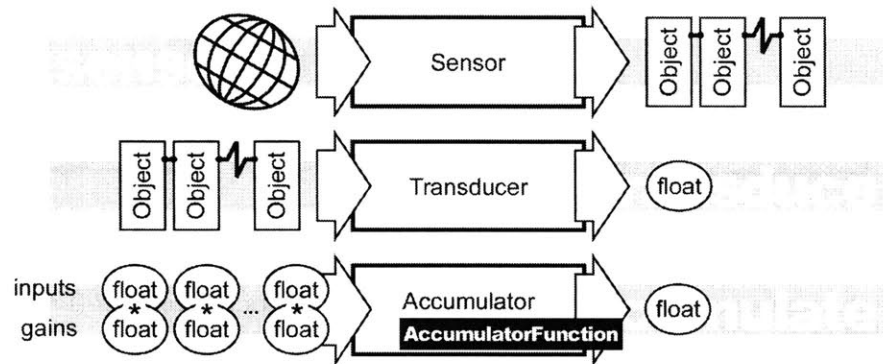 Sensor
Object Object Object
Object Object Object
Transducer
float
inputs float float float
* * ... *
gains float float float
Accumulator
AccumulatorFunction
float